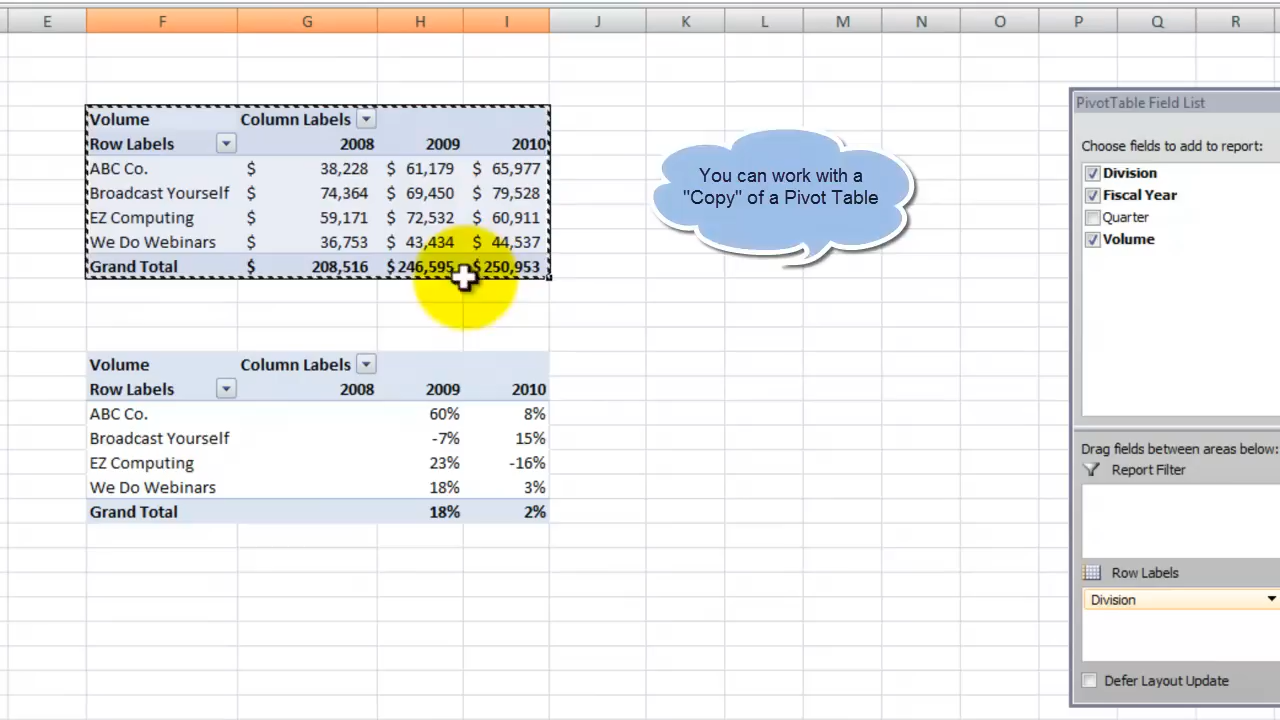 E F G H I J K L M N O P Q R
Volume Column Labels
Row Labels 2008 2009 2010
ABC Co. $ 38,228 $ 61,179 $ 65,977
Broadcast Yourself $ 74,364 $ 69,450 $ 79,528
EZ Computing $ 59,171 $ 72,532 $ 60,911
We Do Webinars $ 36,753 $ 43,434 $ 44,537
Grand Total $ 208,516 $ 246,595 $ 250,953
You can work with a
"Copy" of a Pivot Table
Volume Column Labels
Row Labels 2008 2009 2010
ABC Co. 60% 8%
Broadcast Yourself -7% 15%
EZ Computing 23% -16%
We Do Webinars 18% 3%
Grand Total 18% 2%
PivotTable Field List
Choose fields to add to report:
Division
Fiscal Year
Quarter
Volume
Drag fields between areas below:
Report Filter
Row Labels
Division
Defer Layout Update